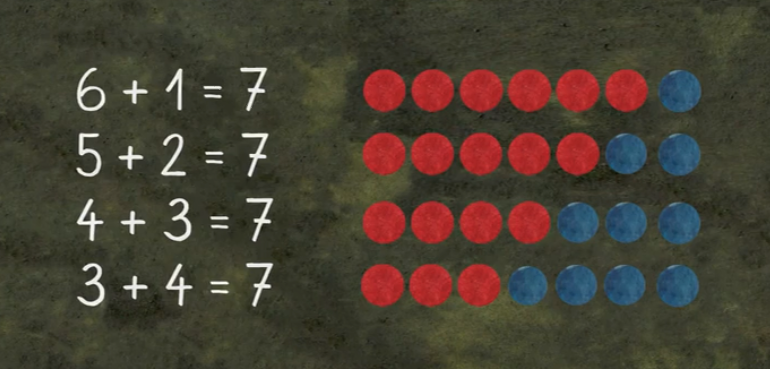 6 + 1 = 7
5 + 2 = 7
4 + 3 = 7
3 + 4 = 7